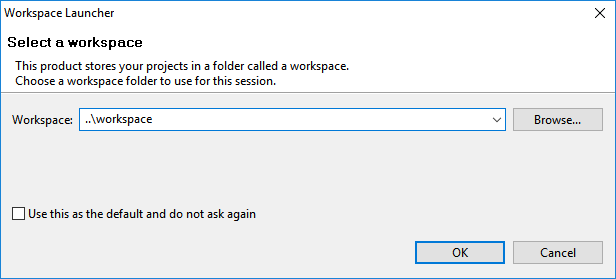 Workspace Launcher
Select a workspace
This product stores your projects in a folder called a workspace.
Choose a workspace folder to use for this session.
Workspace: ..\workspace Browse...
Use this as the default and do not ask again
OK Cancel